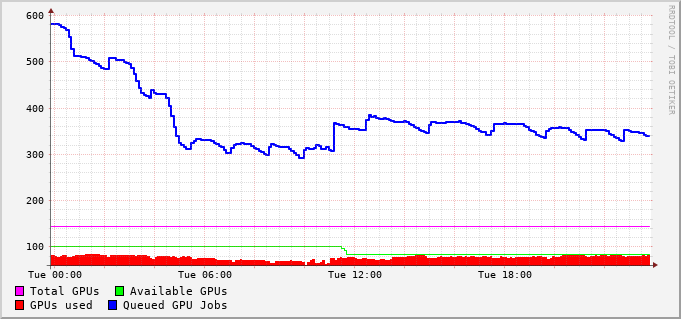 600
500
400
300
200
100
Tue 00:00 Tue 06:00 Tue 12:00 Tue 18:00
Total GPUs Available GPUs
GPUs used Queued GPU Jobs
RRDTOOL / TOBI OETIKER